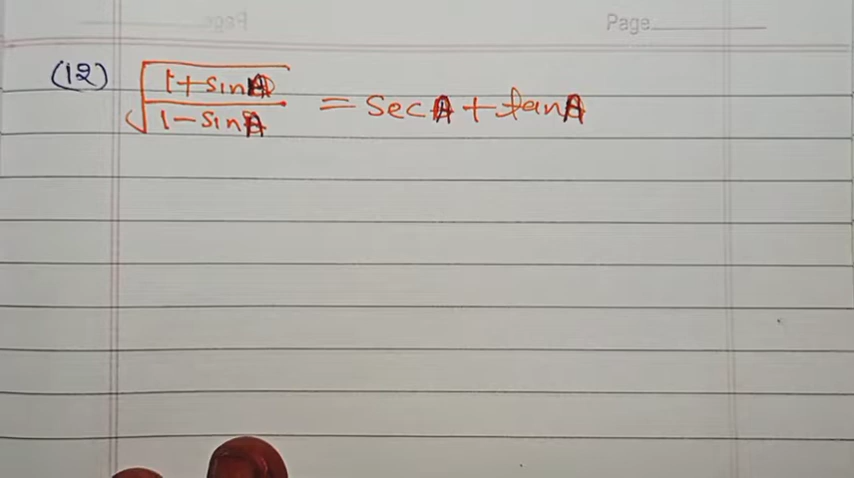 Page
(12) √(1+sinA)/(1-sinA) = secA + tanA